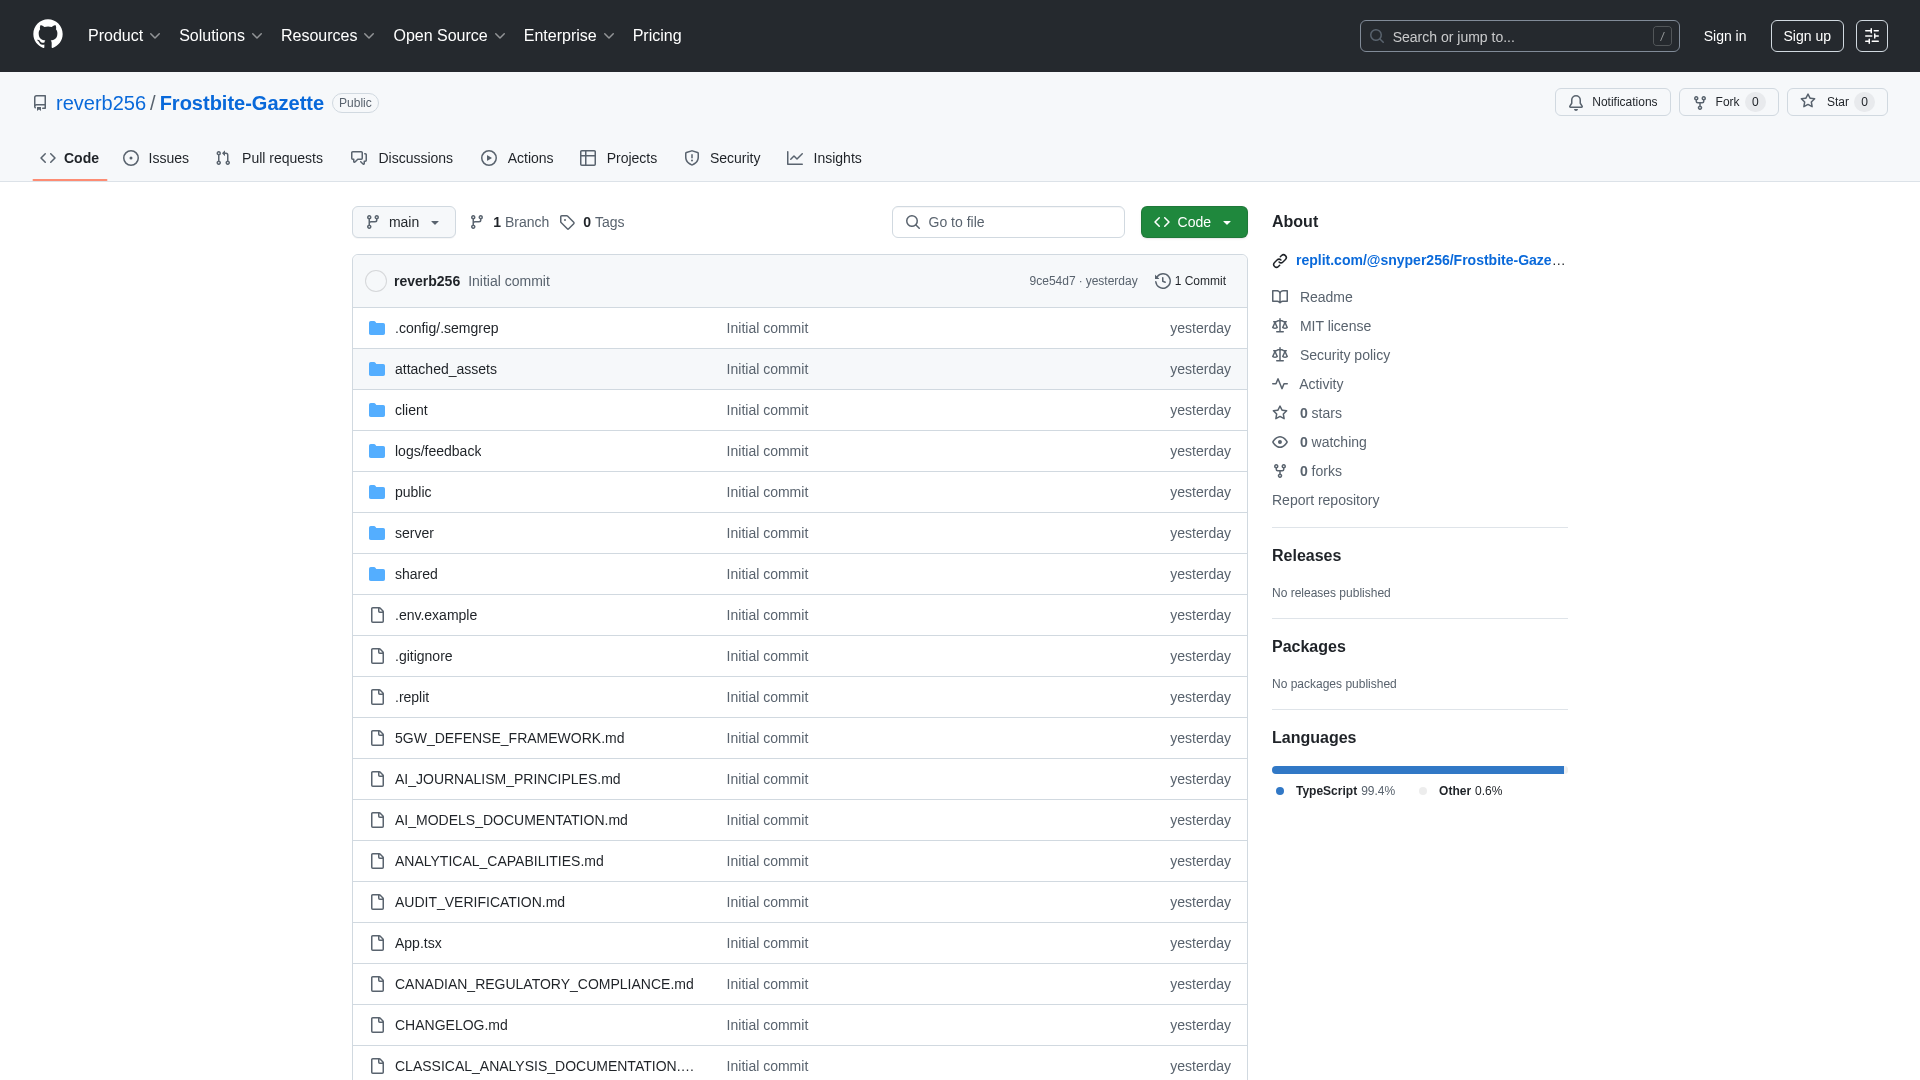 Product Solutions Resources Open Source Enterprise Pricing Search or jump to... / Sign in Sign up
reverb256 / Frostbite-Gazette Public Notifications Fork 0 Star 0
Code Issues Pull requests Discussions Actions Projects Security Insights
main 1 Branch 0 Tags Go to file Code
reverb256 Initial commit 9ce54d7 · yesterday 1 Commit
.config/.semgrep Initial commit yesterday
attached_assets Initial commit yesterday
client Initial commit yesterday
logs/feedback Initial commit yesterday
public Initial commit yesterday
server Initial commit yesterday
shared Initial commit yesterday
.env.example Initial commit yesterday
.gitignore Initial commit yesterday
.replit Initial commit yesterday
5GW_DEFENSE_FRAMEWORK.md Initial commit yesterday
AI_JOURNALISM_PRINCIPLES.md Initial commit yesterday
AI_MODELS_DOCUMENTATION.md Initial commit yesterday
ANALYTICAL_CAPABILITIES.md Initial commit yesterday
AUDIT_VERIFICATION.md Initial commit yesterday
App.tsx Initial commit yesterday
CANADIAN_REGULATORY_COMPLIANCE.md Initial commit yesterday
CHANGELOG.md Initial commit yesterday
CLASSICAL_ANALYSIS_DOCUMENTATION.… Initial commit yesterday
About
replit.com/@snyper256/Frostbite-Gaze…
Readme
MIT license
Security policy
Activity
0 stars
0 watching
0 forks
Report repository
Releases
No releases published
Packages
No packages published
Languages
TypeScript 99.4% Other 0.6%